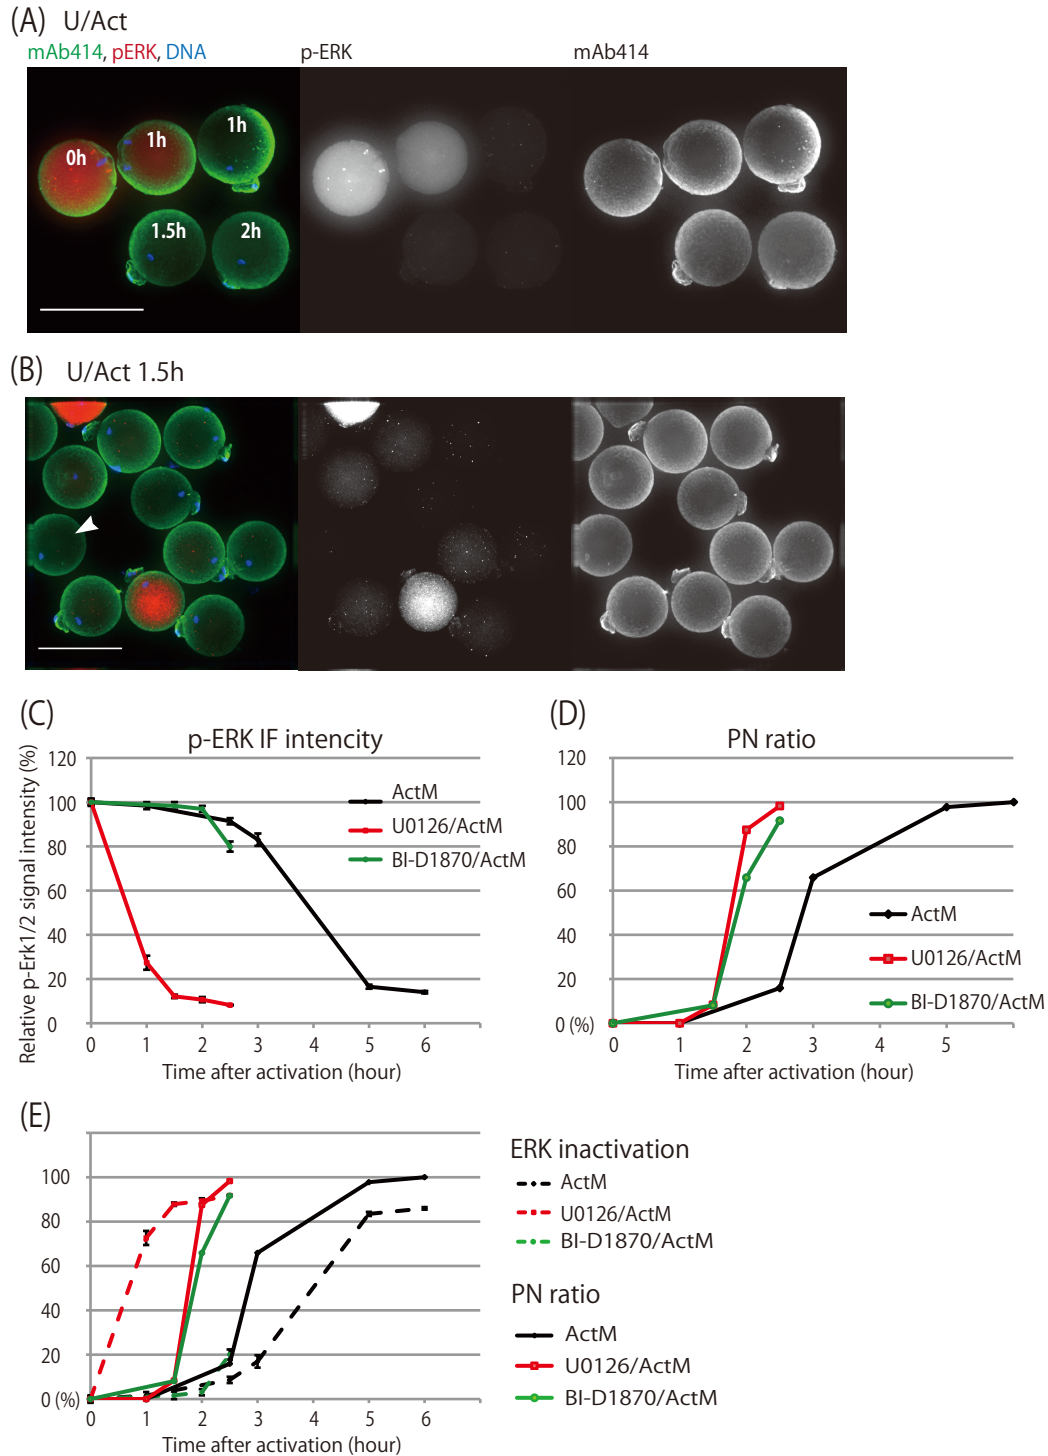 (A) U/Act
mAb414, pERK, DNA
p-ERK
mAb414
0h
1h
1h
1.5h
2h
(B) U/Act 1.5h
(C)
p-ERK IF intencity
Relative p-Erk1/2 signal intensity (%)
120
100
80
60
40
20
0
0 1 2 3 4 5 6
Time after activation (hour)
ActM
U0126/ActM
BI-D1870/ActM
(D)
PN ratio
120
100
80
60
40
20
0 (%)
0 1 2 3 4 5
Time after activation (hour)
ActM
U0126/ActM
BI-D1870/ActM
(E)
100
80
60
40
20
0 (%)
0 1 2 3 4 5 6
Time after activation (hour)
ERK inactivation
ActM
U0126/ActM
BI-D1870/ActM
PN ratio
ActM
U0126/ActM
BI-D1870/ActM